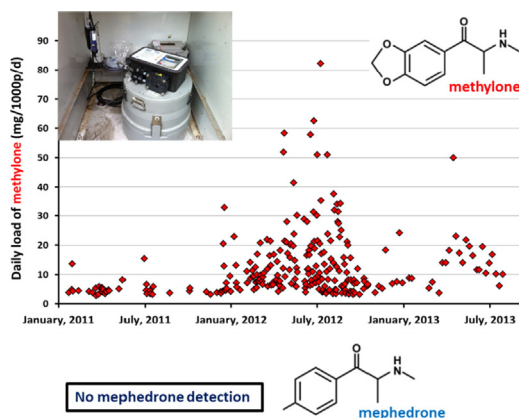 Daily load of methylone (mg/1000p/d)
90
80
70
60
50
40
30
20
10
0
January, 2011
July, 2011
January, 2012
July, 2012
January, 2013
July, 2013
O
H
N
O
O
methylone
No mephedrone detection
O
H
N
mephedrone